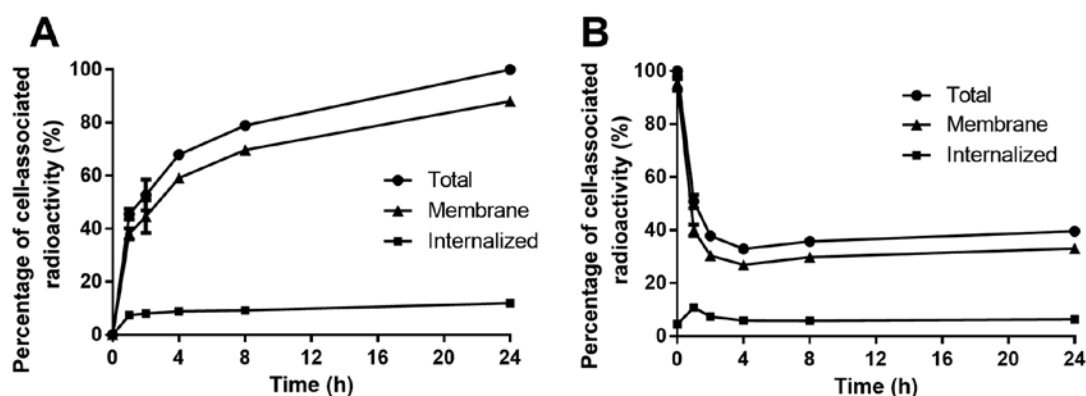 A
Percentage of cell-associated
radioactivity (%)
100
80
60
40
20
0
Total
Membrane
Internalized
0 4 8 12 16 20 24
Time (h)
B
Percentage of cell-associated
radioactivity (%)
100
80
60
40
20
0
Total
Membrane
Internalized
0 4 8 12 16 20 24
Time (h)